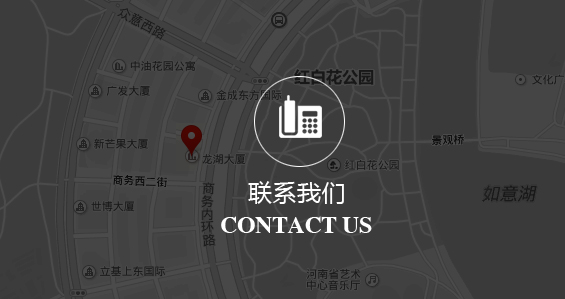 众意西路
红白花公园
中油花园公寓
文化广
广发大厦
金成东方国际
新芒果大厦
景观桥
龙湖大厦
红白花公园
商务西二街
联系我们
如意湖
世博大厦
商务内环路
CONTACT US
立基上东国际
河南省艺术
中心音乐厅